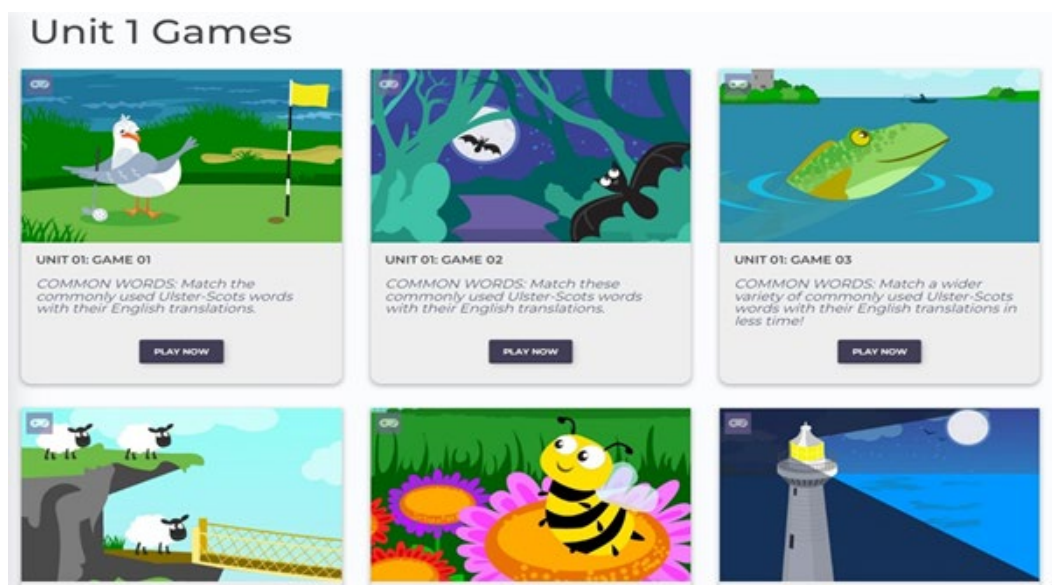 Unit 1 Games
UNIT 01: GAME 01
COMMON WORDS: Match the
commonly used Ulster-Scots words
with their English translations.
PLAY NOW
UNIT 01: GAME 02
COMMON WORDS: Match these
commonly used Ulster-Scots words
with their English translations.
PLAY NOW
UNIT 01: GAME 03
COMMON WORDS: Match a wider
variety of commonly used Ulster-Scots
words with their English translations in
less time!
PLAY NOW